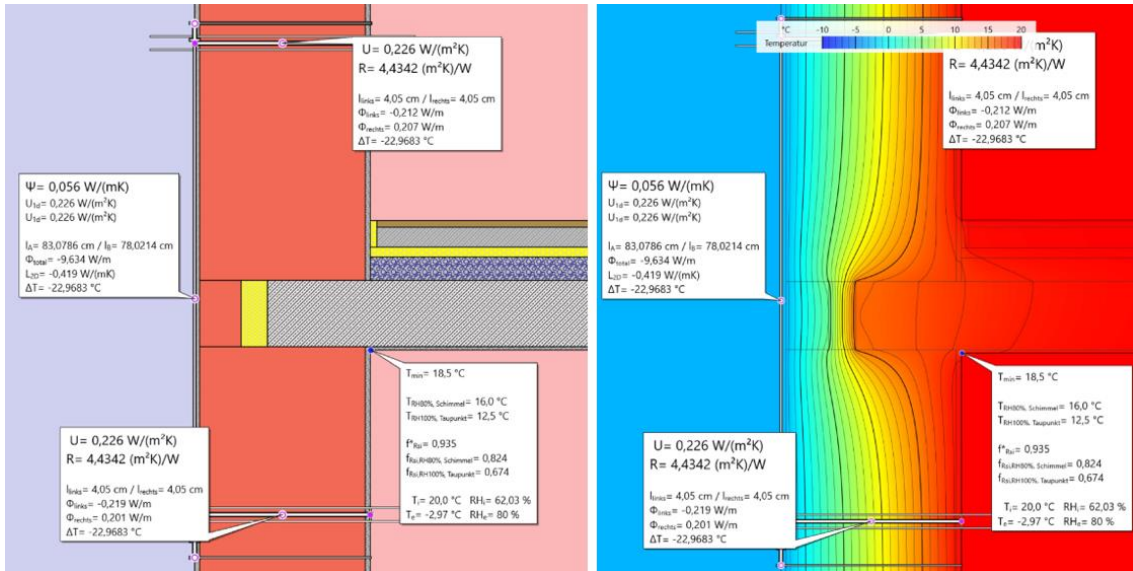 U= 0,226 W/(m²K)
R= 4,4342 (m²K)/W
l_links= 4,05 cm / l_rechts= 4,05 cm
Φ_links= -0,212 W/m
Φ_rechts= 0,207 W/m
ΔT= -22,9683 °C
Ψ= 0,056 W/(mK)
U_1d= 0,226 W/(m²K)
U_1d= 0,226 W/(m²K)
l_A= 83,0786 cm / l_B= 78,0214 cm
Φ_total= -9,634 W/m
L_2D= -0,419 W/(mK)
ΔT= -22,9683 °C
T_min= 18,5 °C
T_RH80%, Schimmel= 16,0 °C
T_RH100%, Taupunkt= 12,5 °C
f*_Rsi= 0,935
f_Rsi,RH80%, Schimmel= 0,824
f_Rsi,RH100%, Taupunkt= 0,674
T_i= 20,0 °C RH_i= 62,03 %
T_e= -2,97 °C RH_e= 80 %
U= 0,226 W/(m²K)
R= 4,4342 (m²K)/W
l_links= 4,05 cm / l_rechts= 4,05 cm
Φ_links= -0,219 W/m
Φ_rechts= 0,201 W/m
ΔT= -22,9683 °C
°C -10 -5 0 5 10 15 20
Temperatur
R= 4,4342 (m²K)/W
l_links= 4,05 cm / l_rechts= 4,05 cm
Φ_links= -0,212 W/m
Φ_rechts= 0,207 W/m
ΔT= -22,9683 °C
Ψ= 0,056 W/(mK)
U_1d= 0,226 W/(m²K)
U_1d= 0,226 W/(m²K)
l_A= 83,0786 cm / l_B= 78,0214 cm
Φ_total= -9,634 W/m
L_2D= -0,419 W/(mK)
ΔT= -22,9683 °C
T_min= 18,5 °C
T_RH80%, Schimmel= 16,0 °C
T_RH100%, Taupunkt= 12,5 °C
f*_Rsi= 0,935
f_Rsi,RH80%, Schimmel= 0,824
f_Rsi,RH100%, Taupunkt= 0,674
T_i= 20,0 °C RH_i= 62,03 %
T_e= -2,97 °C RH_e= 80 %
U= 0,226 W/(m²K)
R= 4,4342 (m²K)/W
l_links= 4,05 cm / l_rechts= 4,05 cm
Φ_links= -0,219 W/m
Φ_rechts= 0,201 W/m
ΔT= -22,9683 °C